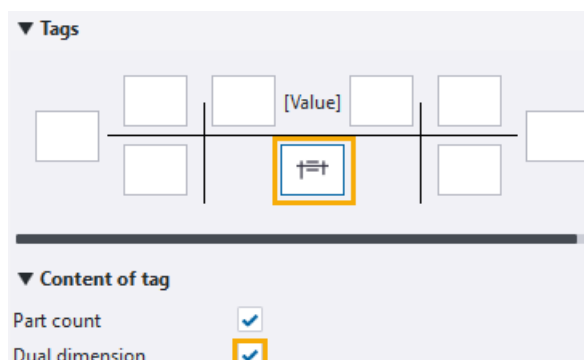 Tags
[Value]
Content of tag
Part count
Dual dimension